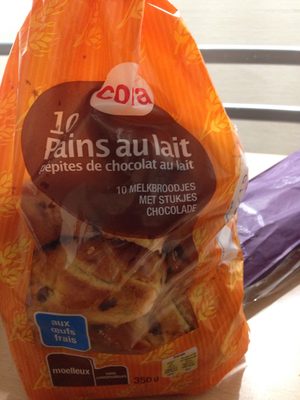 cora
10
Pains au lait
pépites de chocolat au lait
10 MELKBROODJES
MET STUKJES
CHOCOLADE
aux
œufs
frais
moelleux
350g